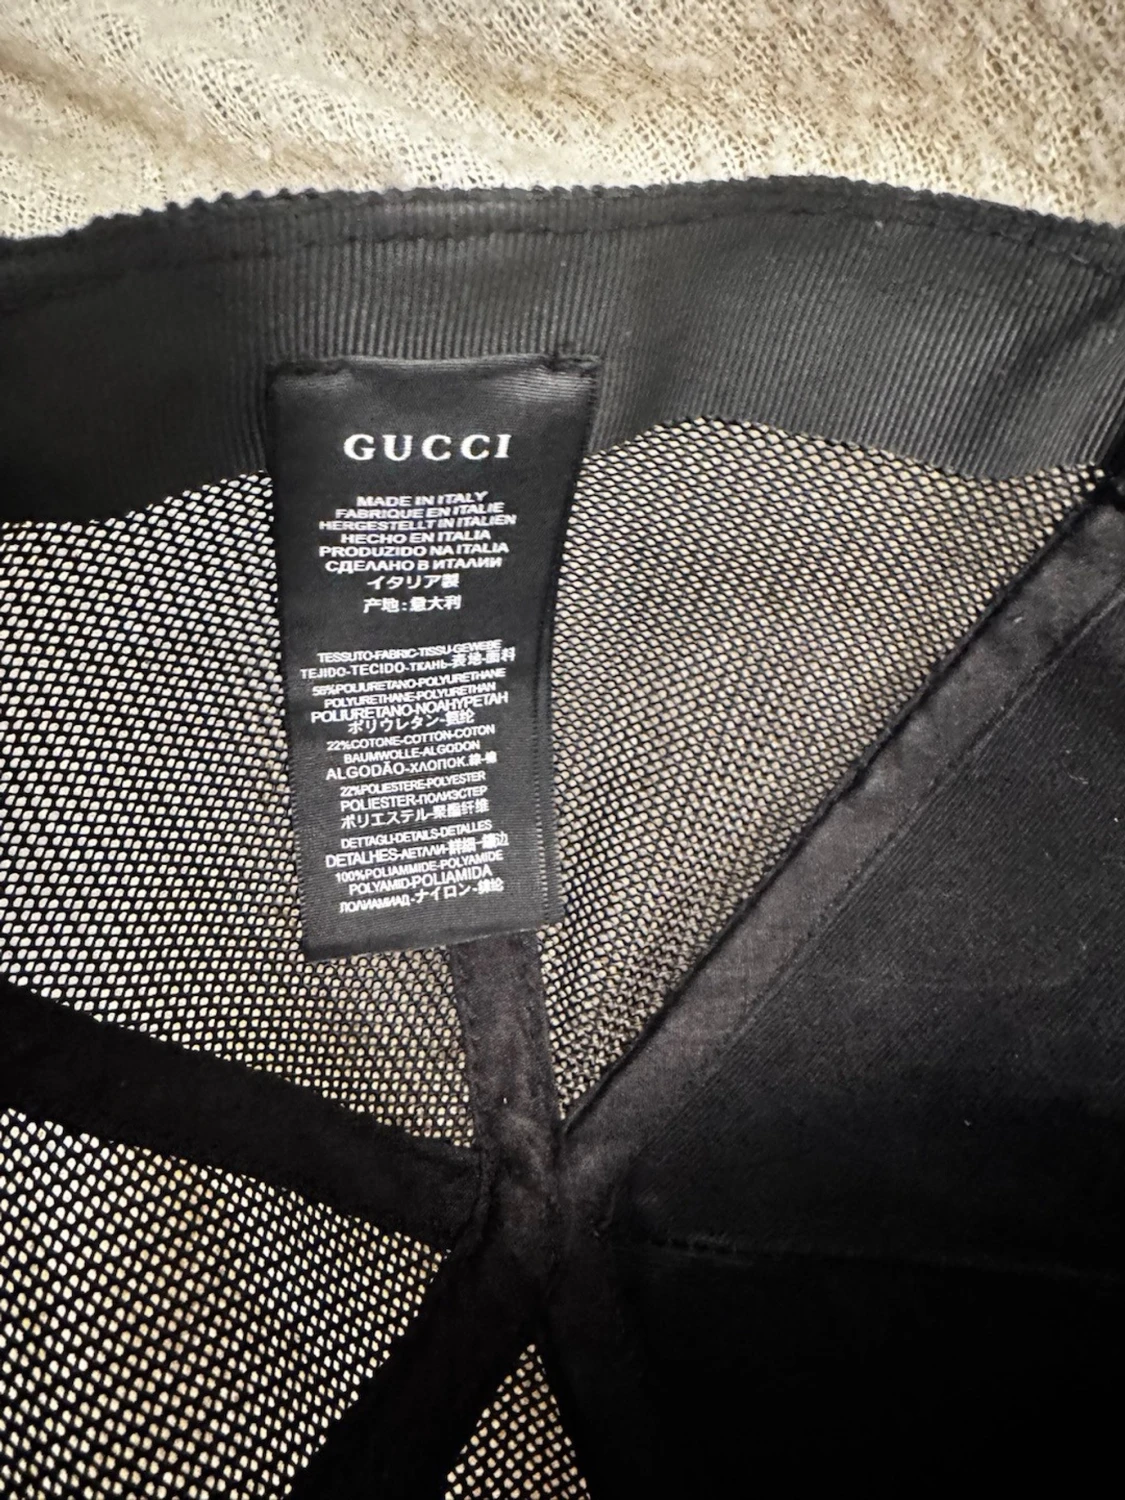 GUCCI
MADE IN ITALY
FABRIQUE EN ITALIE
HERGESTELLT IN ITALIEN
HECHO EN ITALIA
PRODUZIDO NA ITALIA
СДЕЛАНО В ИТАЛИИ
イタリア製
产地:意大利
TESSUTO-FABRIC-TISSU-GEWEBE
TEJIDO-TECIDO-ТКАНЬ-表地-面料
56%POLIURETANO-POLYURETHANE
POLYURETHANE-POLYURETHAN
POLIURETANO-NOAHYPETAH
ポリウレタン-氨纶
22%COTONE-COTTON-COTON
BAUMWOLLE-ALGODON
ALGODÃO-ХЛОПОК.綿-棉
22%POLIESTERE-POLYESTER
POLIESTER-ПОЛИЭСТЕР
ポリエステル-聚酯纤维
DETTAGLI-DETAILS-DETALLES
DETALHES-ДЕТАЛИ-詳細-镶边
100%POLIAMMIDE-POLYAMIDE
POLYAMID-POLIAMIDA
ПОЛИАМИАД-ナイロン-锦纶